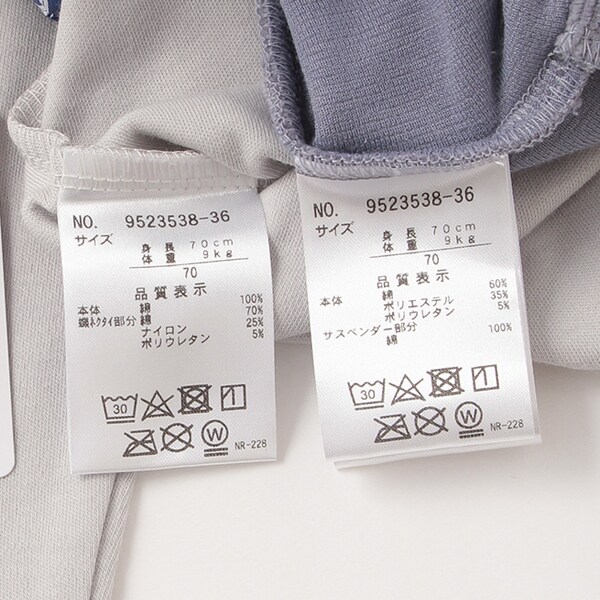 NO. 9523538-36
サイズ
身長 70cm
体重 9kg
70
品質表示
本体 綿 100%
蝶ネクタイ部分 綿 70%
ナイロン 25%
ポリウレタン 5%
30
W
NR-228
NO. 9523538-36
サイズ
身長 70cm
体重 9kg
70
品質表示
本体 綿 60%
ポリエステル 35%
ポリウレタン 5%
サスペンダー部分
綿 100%
30
W
NR-228